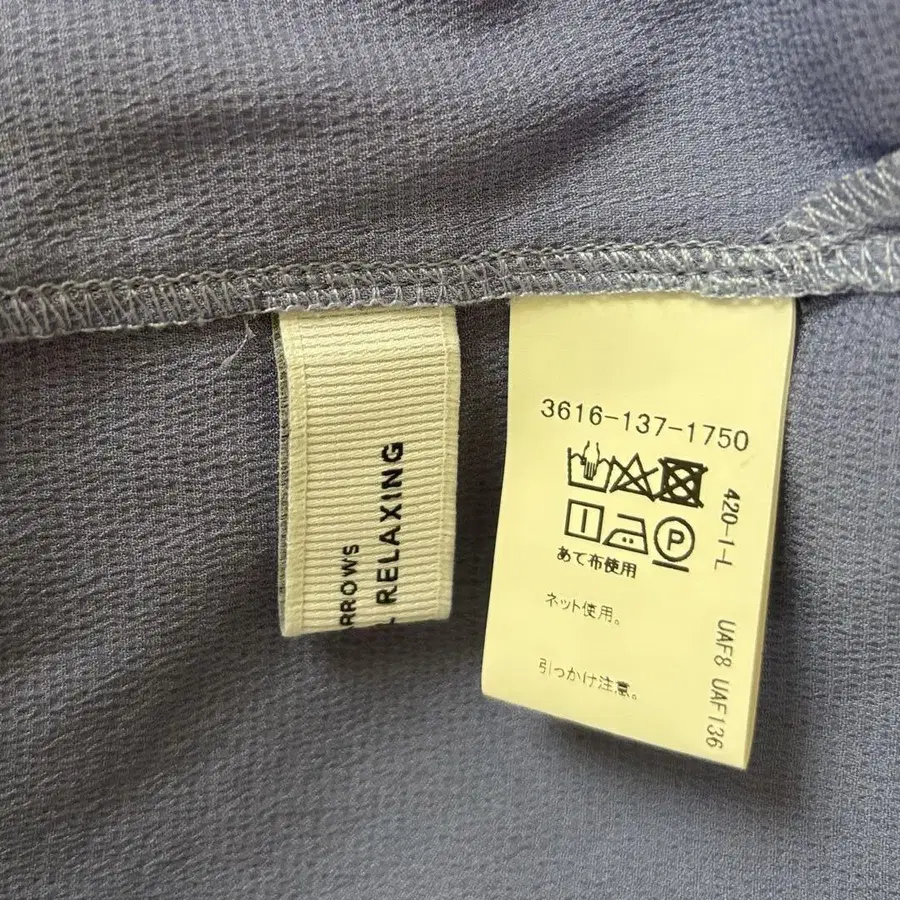 RROWS
RELAXING
3616-137-1750
P
あて布使用
ネット使用。
引っかけ注意。
420-1-L
UAF8 UAF136